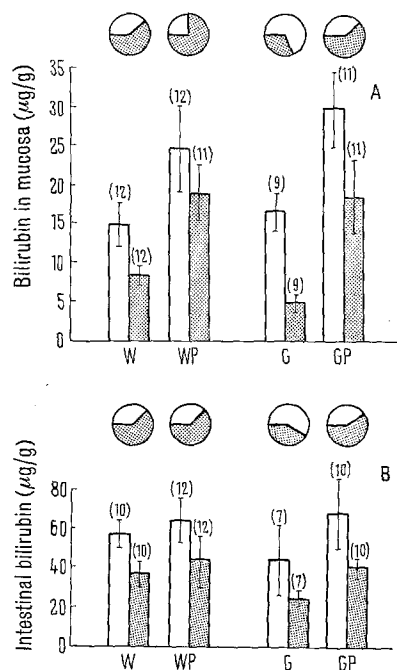 A
Bilirubin in mucosa (µg/g)
35
30
25
20
15
10
5
0
(12)
(12)
(12)
(11)
(9)
(9)
(11)
(11)
W
WP
G
GP
B
Intestinal bilirubin (µg/g)
80
60
40
20
0
(10)
(10)
(12)
(12)
(7)
(7)
(10)
(10)
W
WP
G
GP